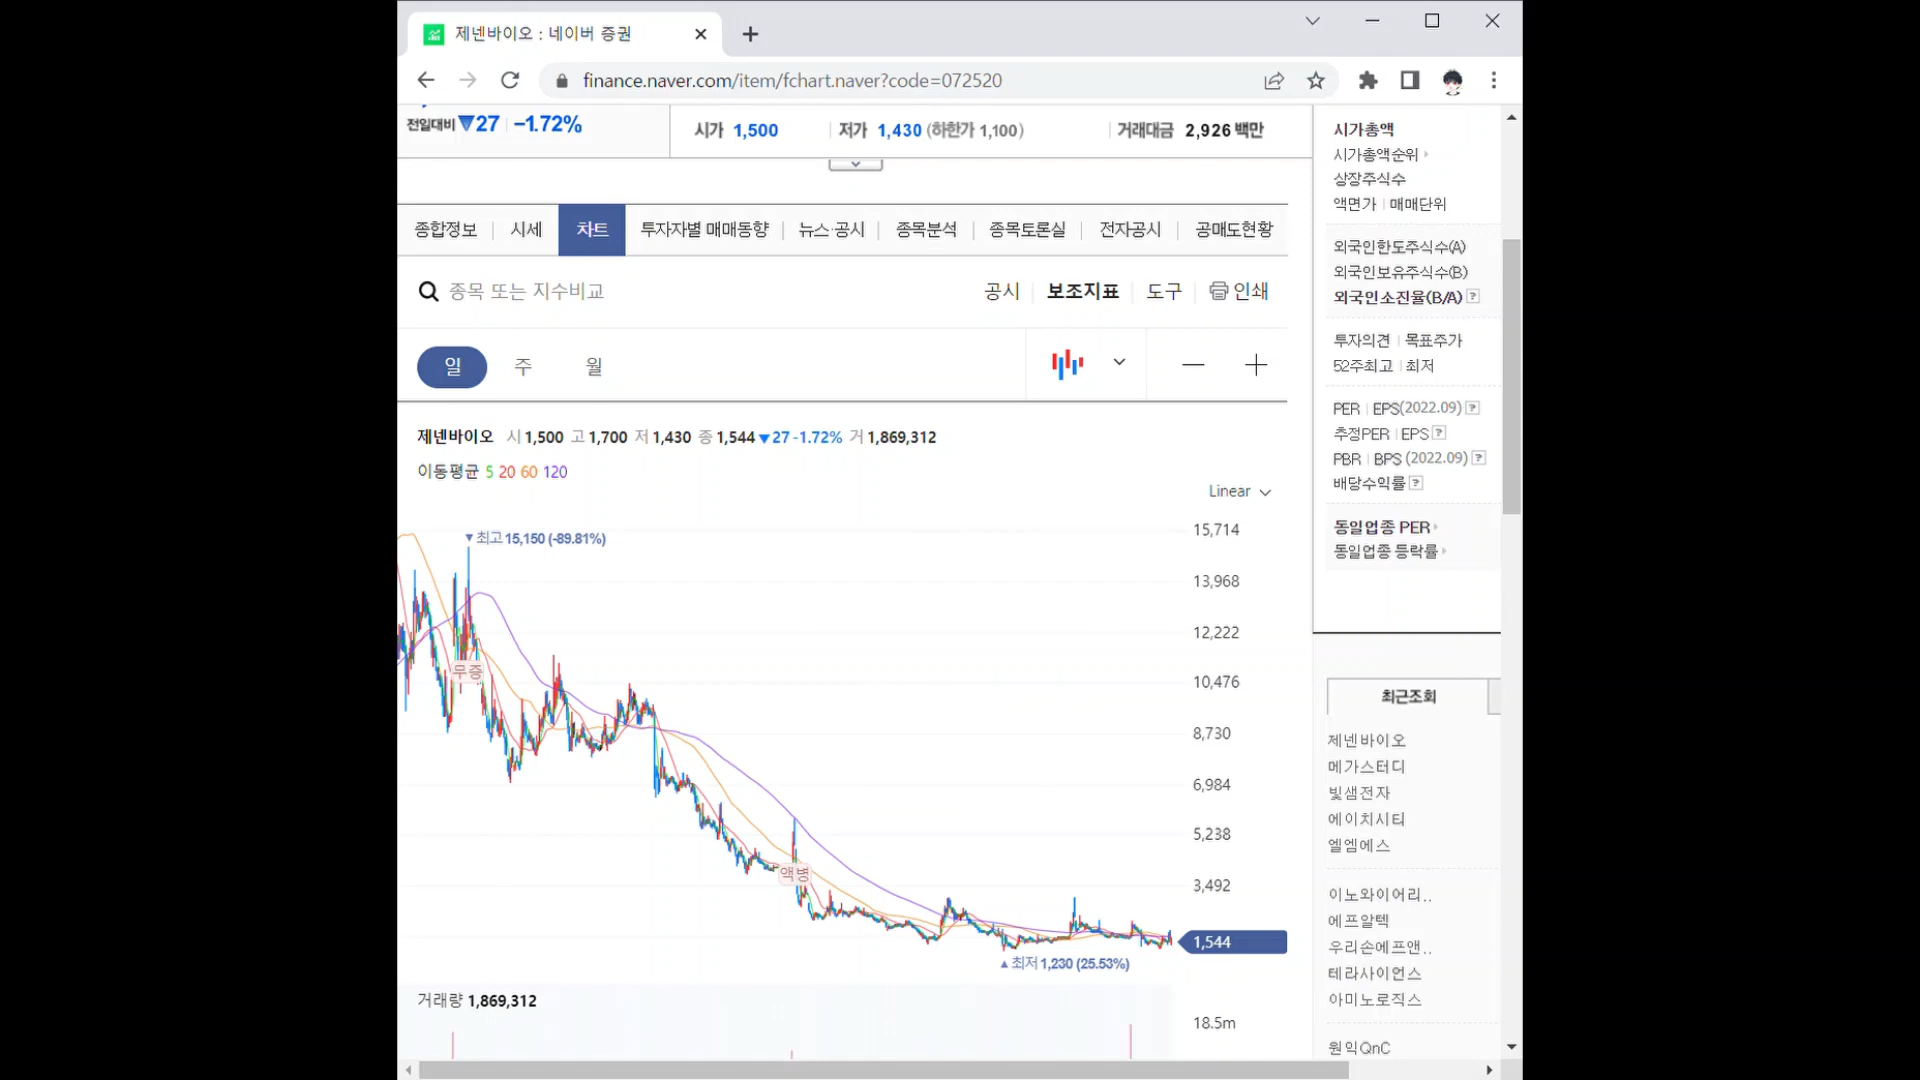 제넨바이오 : 네이버 증권
finance.naver.com/item/fchart.naver?code=072520
전일대비 ▼27 -1.72%
시가 1,500 저가 1,430 (하한가 1,100) 거래대금 2,926 백만
종합정보 시세 차트 투자자별 매매동향 뉴스·공시 종목분석 종목토론실 전자공시 공매도현황
종목 또는 지수비교
공시 보조지표 도구 인쇄
일 주 월
제넨바이오 시 1,500 고 1,700 저 1,430 종 1,544 ▼27 -1.72% 거 1,869,312
이동평균 5 20 60 120
Linear
▼최고 15,150 (-89.81%)
무증
액병
▲최저 1,230 (25.53%)
15,714
13,968
12,222
10,476
8,730
6,984
5,238
3,492
1,544
거래량 1,869,312
18.5m
시가총액
시가총액순위
상장주식수
액면가 | 매매단위
외국인한도주식수(A)
외국인보유주식수(B)
외국인소진율(B/A) ?
투자의견 | 목표주가
52주최고 | 최저
PER | EPS(2022.09) ?
추정PER | EPS ?
PBR | BPS (2022.09) ?
배당수익률 ?
동일업종 PER
동일업종 등락률
최근조회
제넨바이오
메가스터디
빛샘전자
에이치시티
엘엠에스
이노와이어리..
에프알텍
우리손에프앤..
테라사이언스
아미노로직스
원익QnC